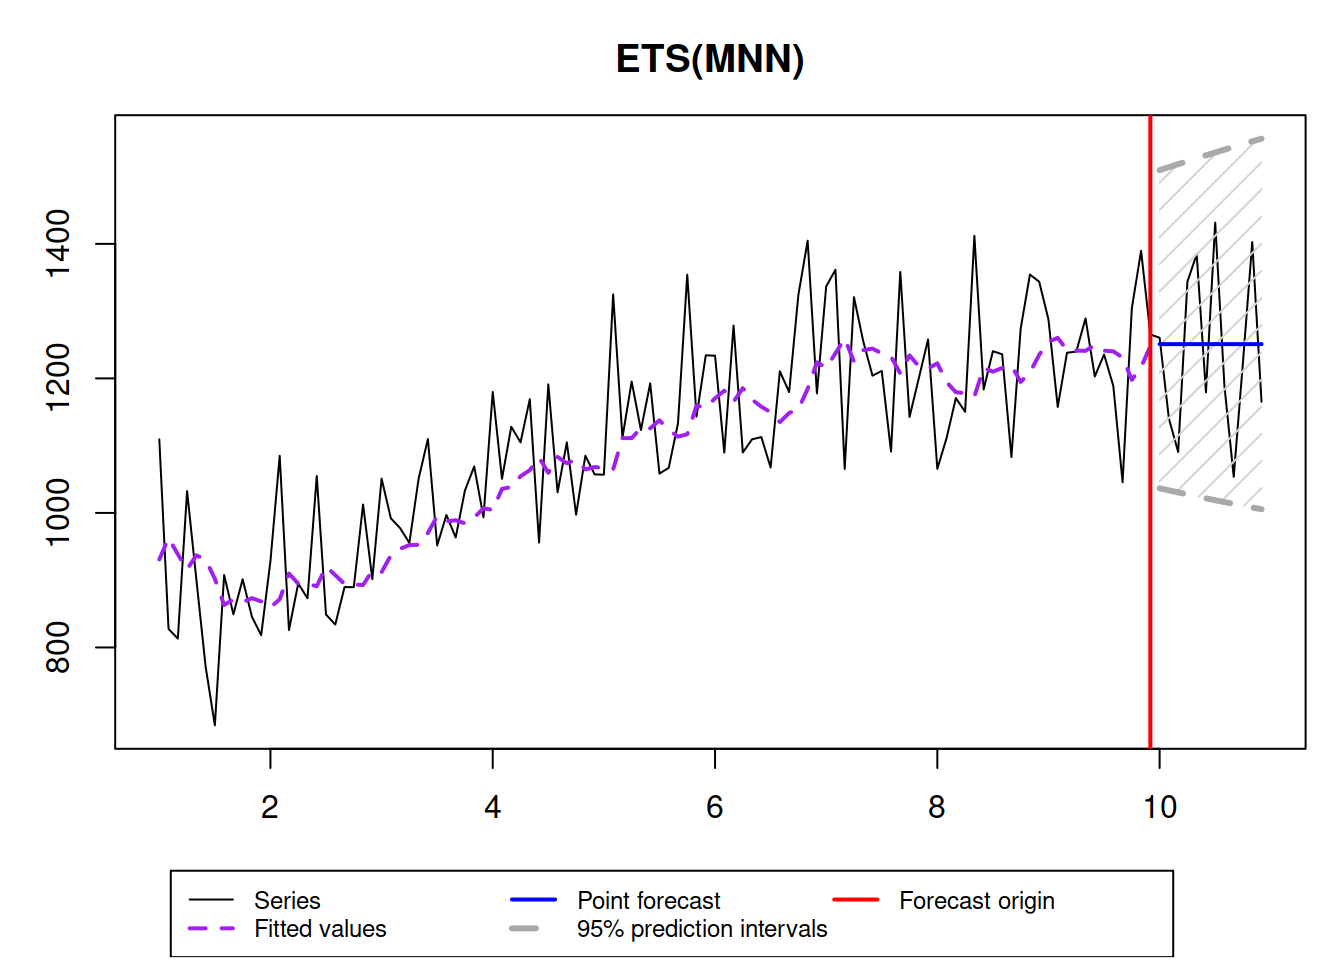 ETS(MNN)
1400
1200
1000
800
2 4 6 8 10
Series Point forecast Forecast origin
Fitted values 95% prediction intervals